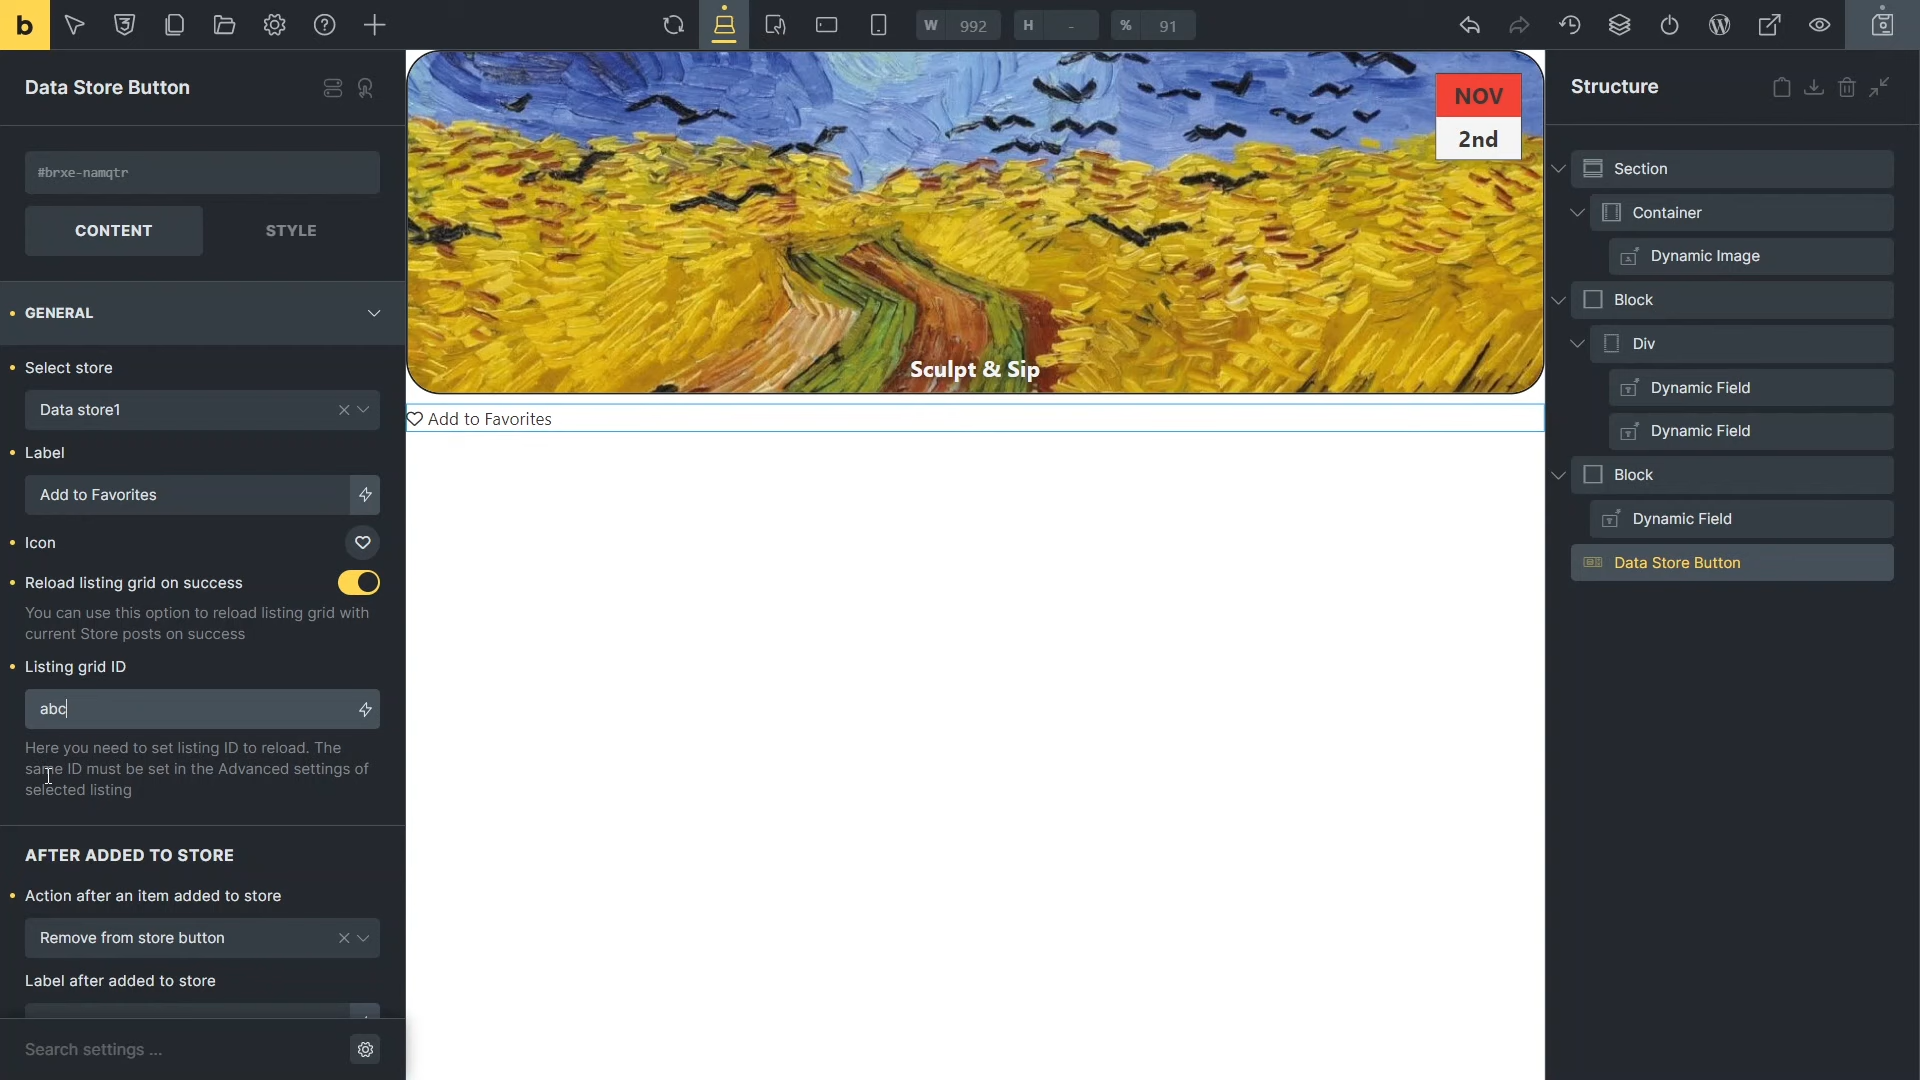 b
W 992 H - % 91
Data Store Button
#brxe-namqtr
CONTENT STYLE
GENERAL
Select store
Data store1
Label
Add to Favorites
Icon
Reload listing grid on success
You can use this option to reload listing grid with
current Store posts on success
Listing grid ID
abc
Here you need to set listing ID to reload. The
same ID must be set in the Advanced settings of
selected listing
AFTER ADDED TO STORE
Action after an item added to store
Remove from store button
Label after added to store
Search settings ...
NOV
2nd
Sculpt & Sip
Add to Favorites
Structure
Section
Container
Dynamic Image
Block
Div
Dynamic Field
Dynamic Field
Block
Dynamic Field
Data Store Button